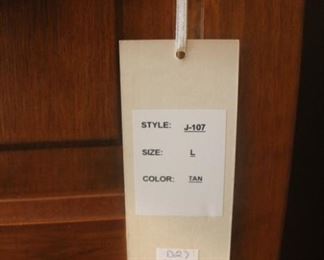 STYLE: J-107
SIZE: L
COLOR: TAN